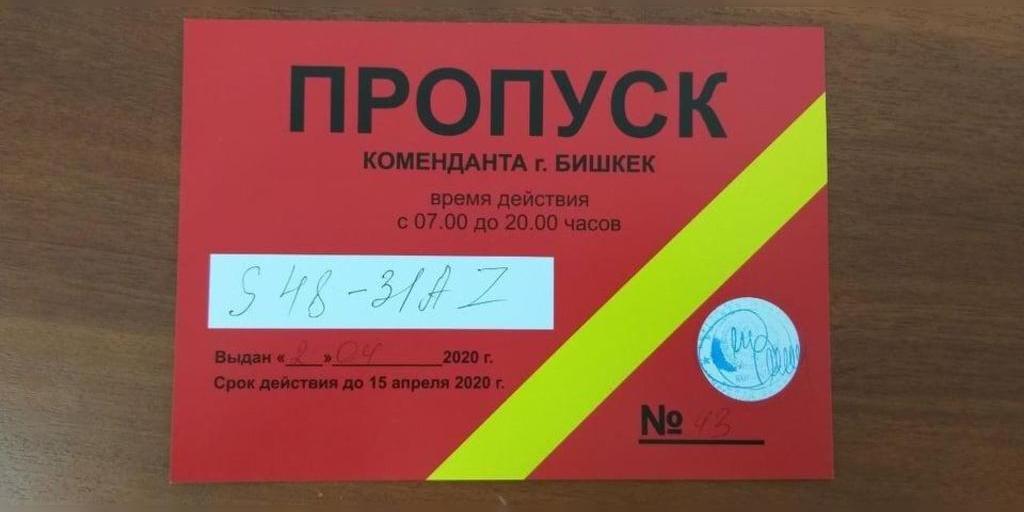 ПРОПУСК
КОМЕНДАНТА г. БИШКЕК
время действия
с 07.00 до 20.00 часов
S 48-31AZ
Выдан «2»04 2020 г.
Срок действия до 15 апреля 2020 г.
№ 43